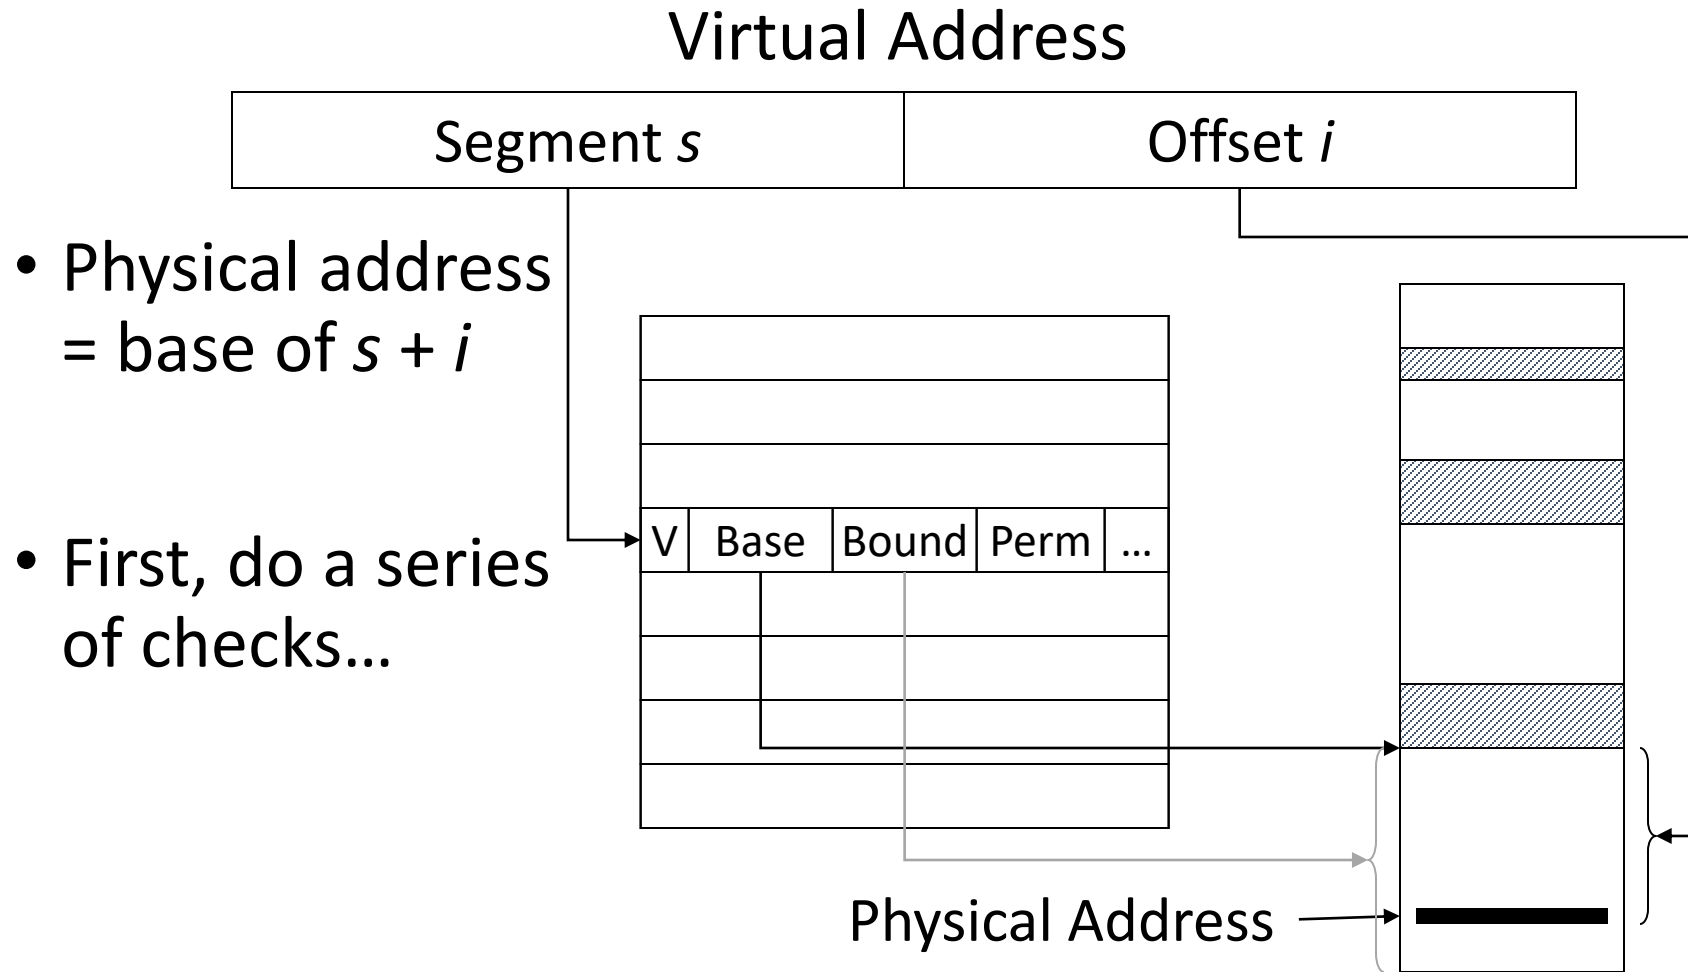 Virtual Address
Segment s
Offset i
• Physical address
= base of s + i
• First, do a series
of checks…
V Base Bound Perm …
Physical Address